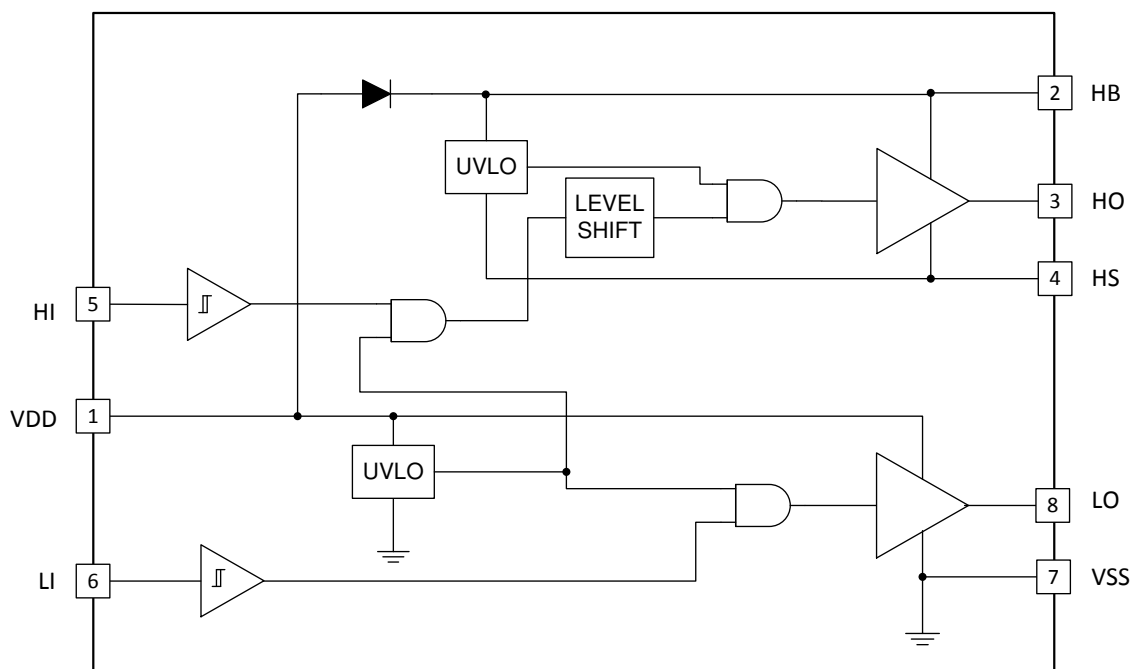 2 HB
UVLO
LEVEL
SHIFT
3 HO
4 HS
HI 5
VDD 1
UVLO
8 LO
LI 6
7 VSS